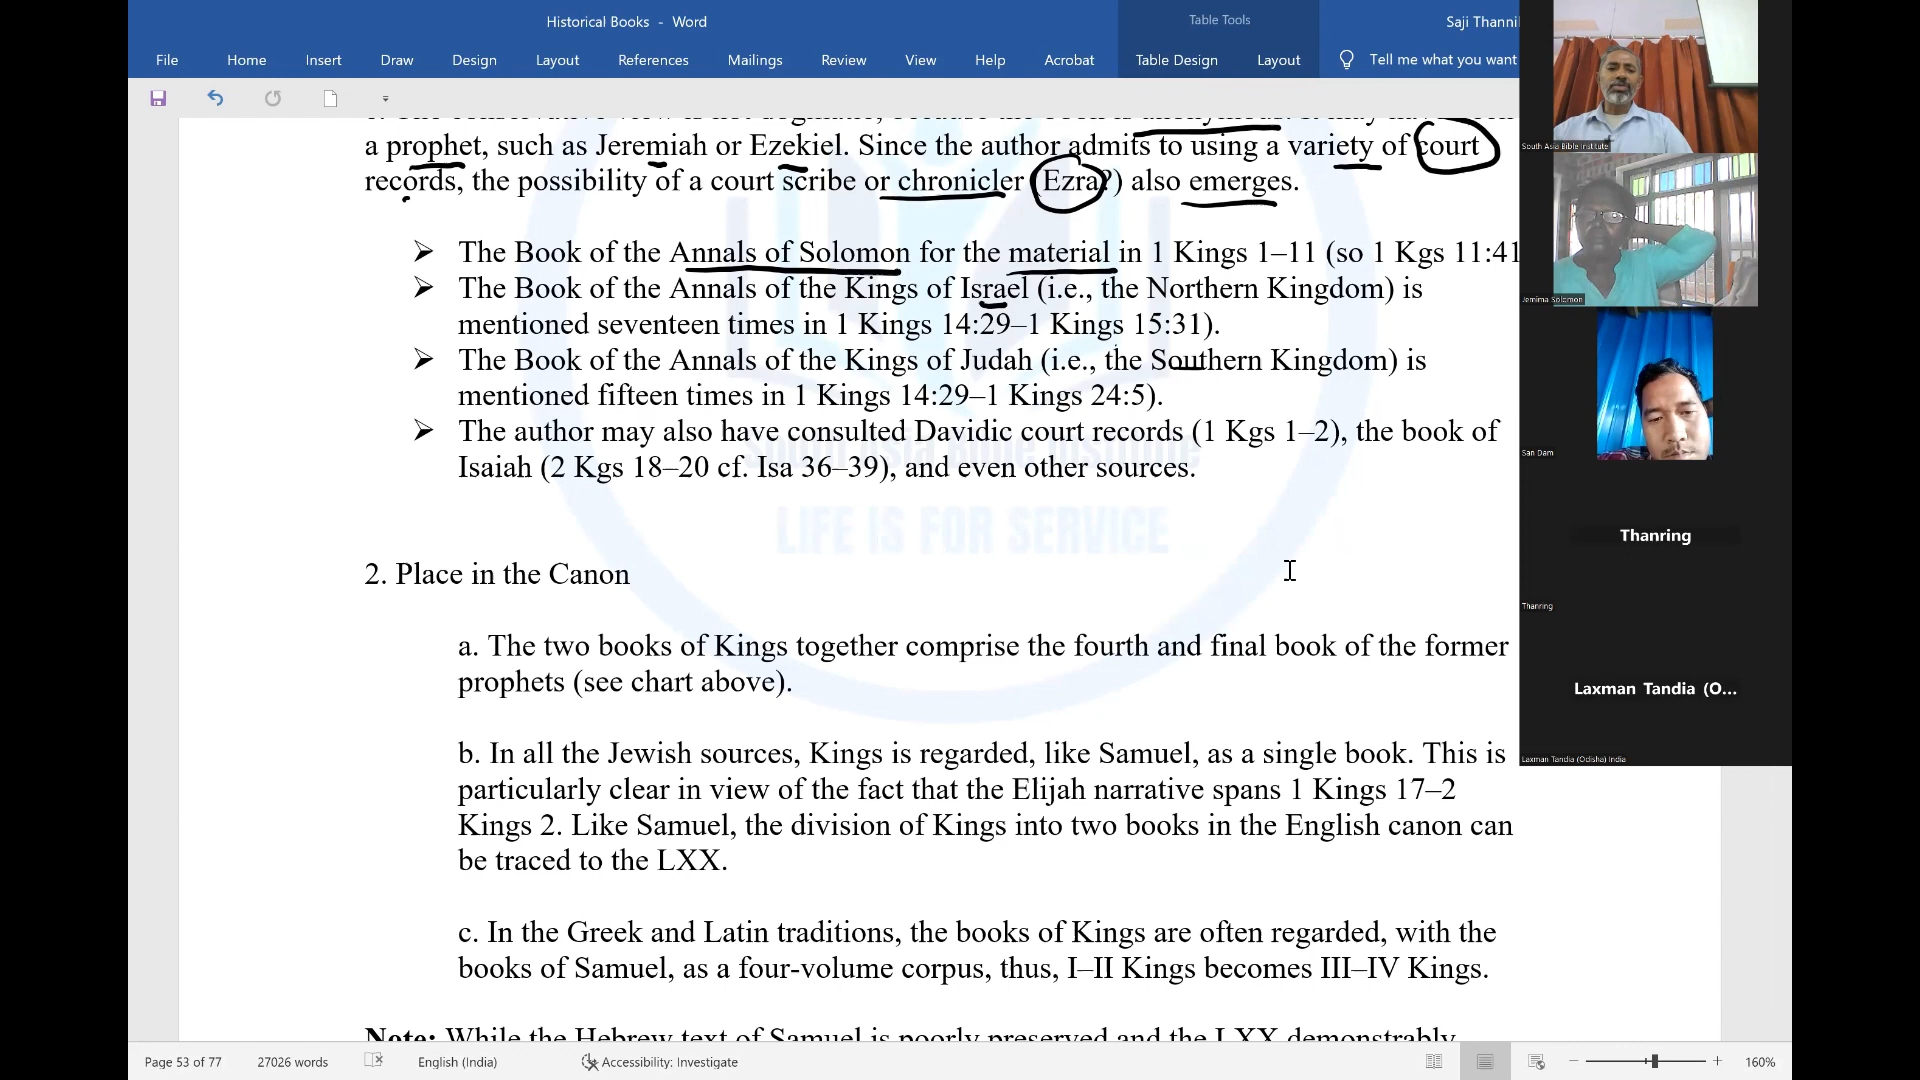 Historical Books - Word
Table Tools
File Home Insert Draw Design Layout References Mailings Review View Help Acrobat Table Design Layout Tell me what you want
a prophet, such as Jeremiah or Ezekiel. Since the author admits to using a variety of court
records, the possibility of a court scribe or chronicler (Ezra?) also emerges.
➢ The Book of the Annals of Solomon for the material in 1 Kings 1–11 (so 1 Kgs 11:41
➢ The Book of the Annals of the Kings of Israel (i.e., the Northern Kingdom) is
mentioned seventeen times in 1 Kings 14:29–1 Kings 15:31).
➢ The Book of the Annals of the Kings of Judah (i.e., the Southern Kingdom) is
mentioned fifteen times in 1 Kings 14:29–1 Kings 24:5).
➢ The author may also have consulted Davidic court records (1 Kgs 1–2), the book of
Isaiah (2 Kgs 18–20 cf. Isa 36–39), and even other sources.
LIFE IS FOR SERVICE
2. Place in the Canon
a. The two books of Kings together comprise the fourth and final book of the former
prophets (see chart above).
b. In all the Jewish sources, Kings is regarded, like Samuel, as a single book. This is
particularly clear in view of the fact that the Elijah narrative spans 1 Kings 17–2
Kings 2. Like Samuel, the division of Kings into two books in the English canon can
be traced to the LXX.
c. In the Greek and Latin traditions, the books of Kings are often regarded, with the
books of Samuel, as a four-volume corpus, thus, I–II Kings becomes III–IV Kings.
Note: While the Hebrew text of Samuel is poorly preserved and the LXX demonstrably
Page 53 of 77 27026 words English (India) Accessibility: Investigate 160%
South Asia Bible Institute
Jemima Solomon
San Dam
Thanring
Thanring
Laxman Tandia (O...
Laxman Tandia (Odisha) India